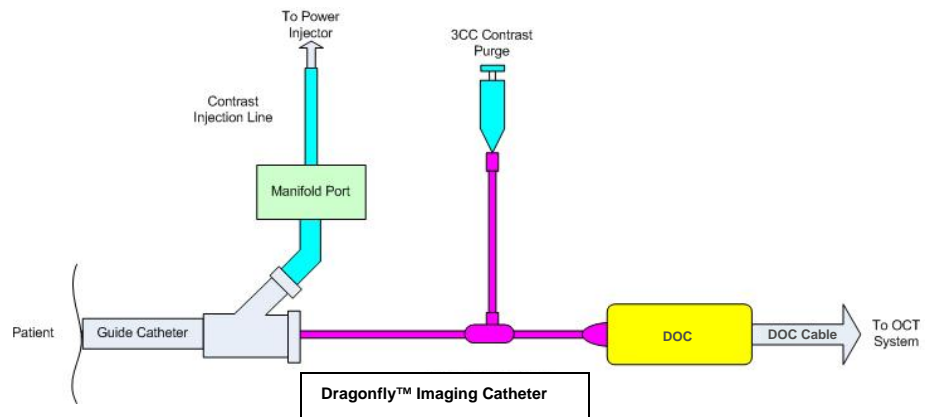 To Power
Injector
3CC Contrast
Purge
Contrast
Injection Line
Manifold Port
Patient
Guide Catheter
DOC
DOC Cable
To OCT
System
Dragonfly™ Imaging Catheter